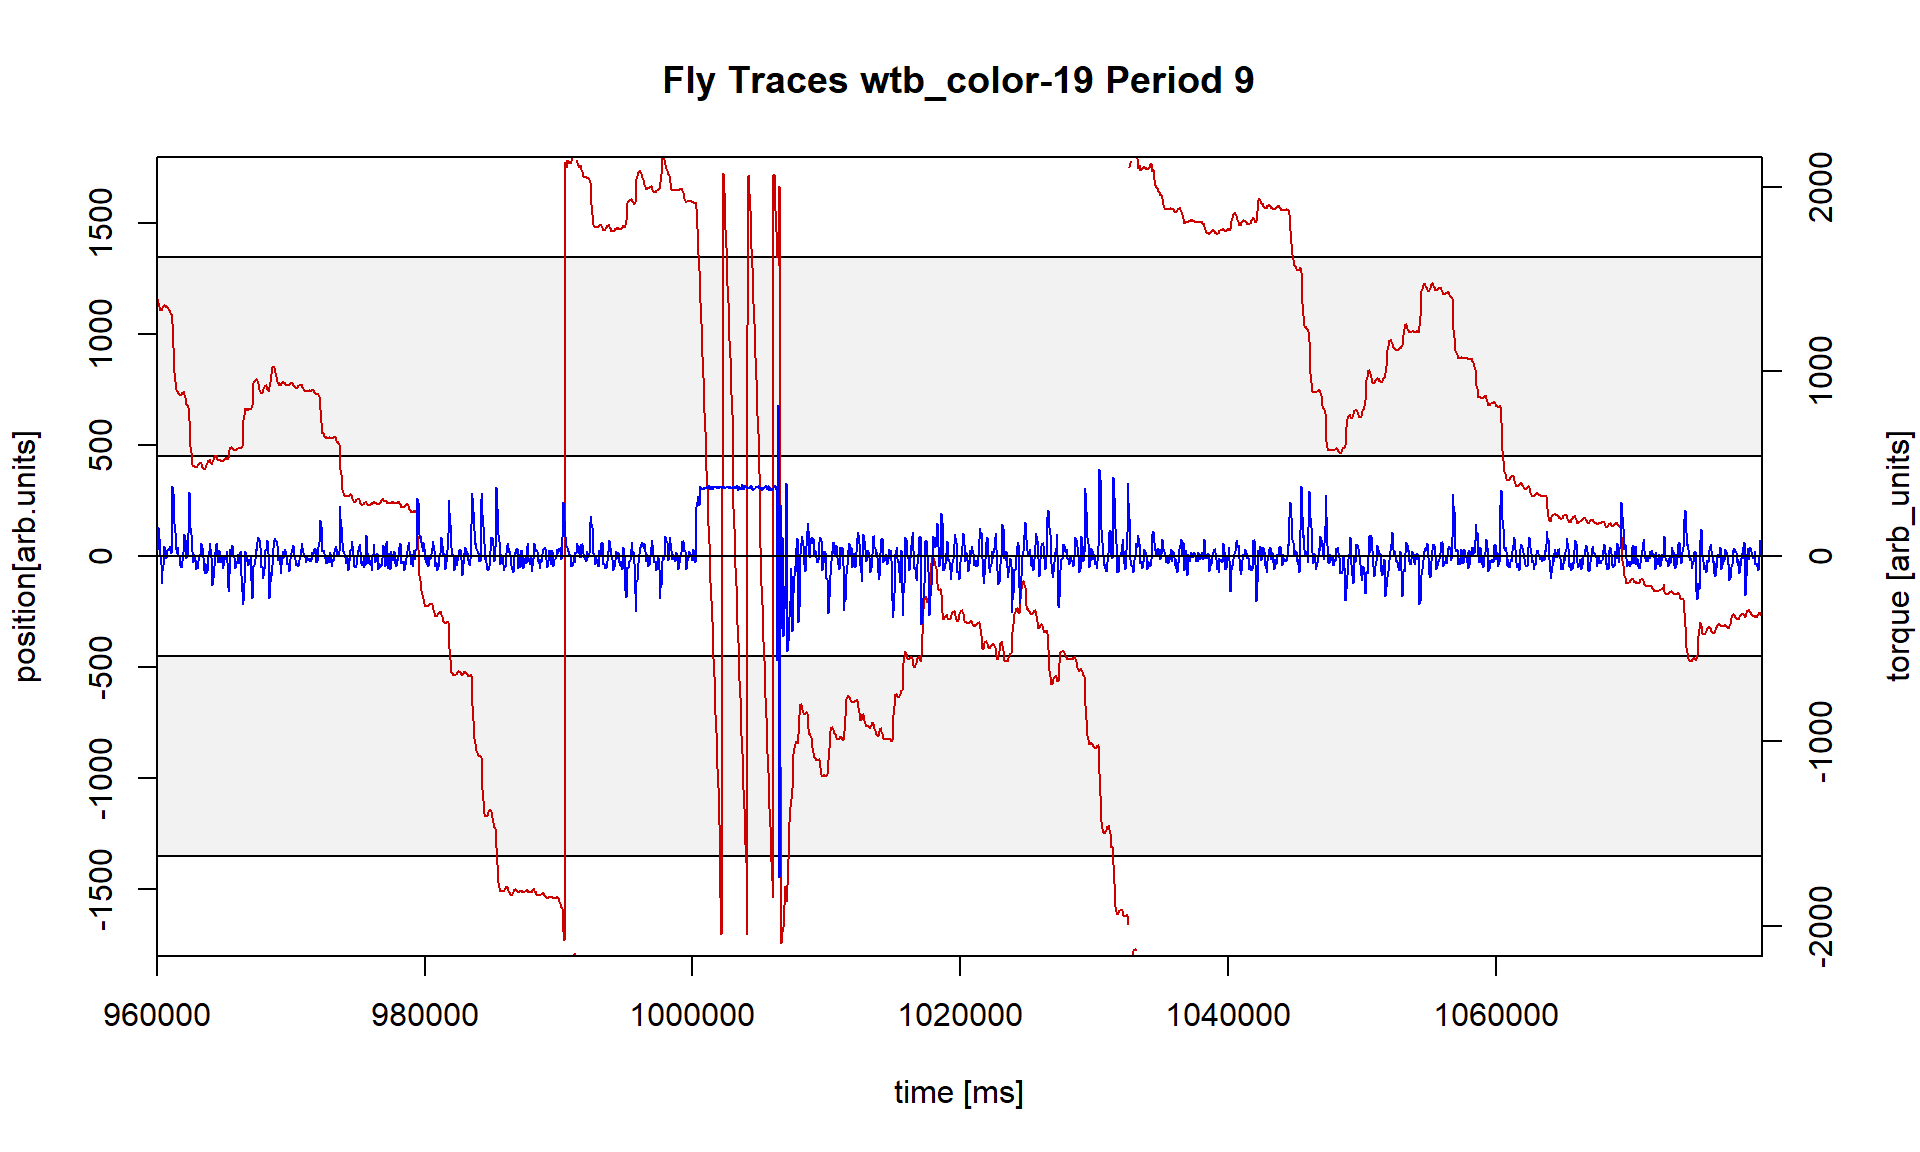 Fly Traces wtb_color-19 Period 9
position[arb.units]
1500
1000
500
0
-500
-1000
-1500
2000
1000
0
-1000
-2000
torque [arb_units]
960000 980000 1000000 1020000 1040000 1060000
time [ms]